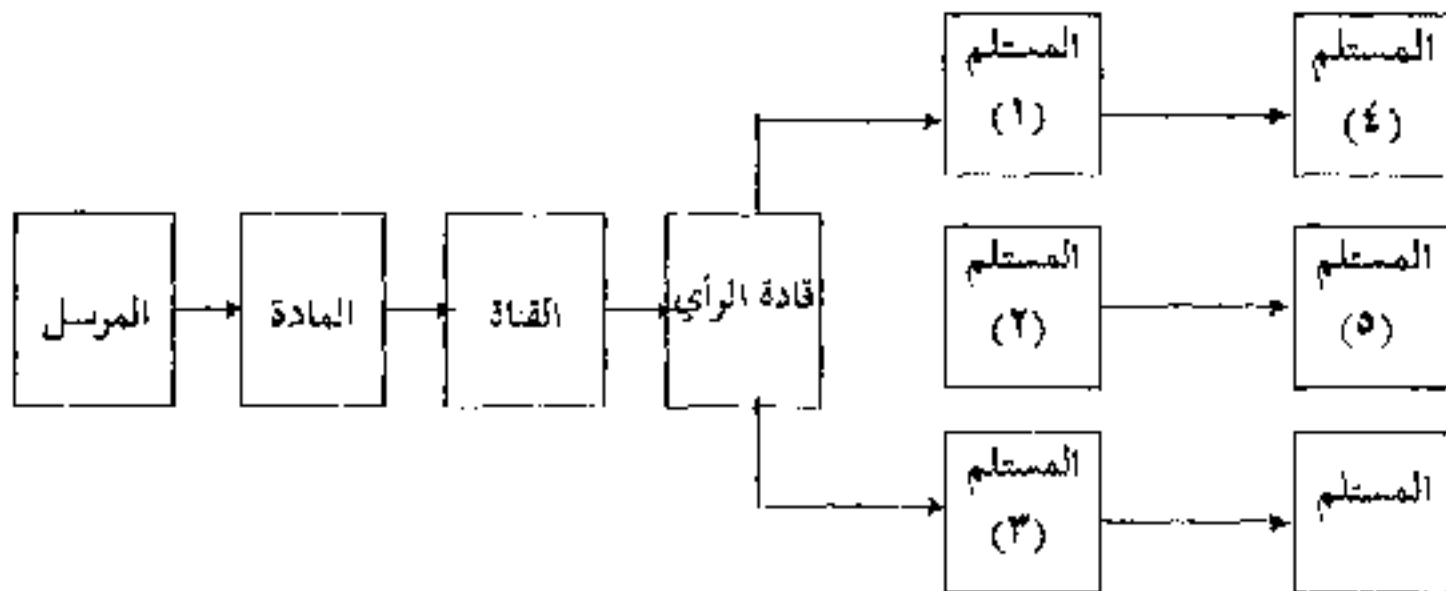 المرسل
المادة
القناة
قادة الرأي
المستلم
(١)
المستلم
(٤)
المستلم
(٢)
المستلم
(٥)
المستلم
(٣)
المستلم